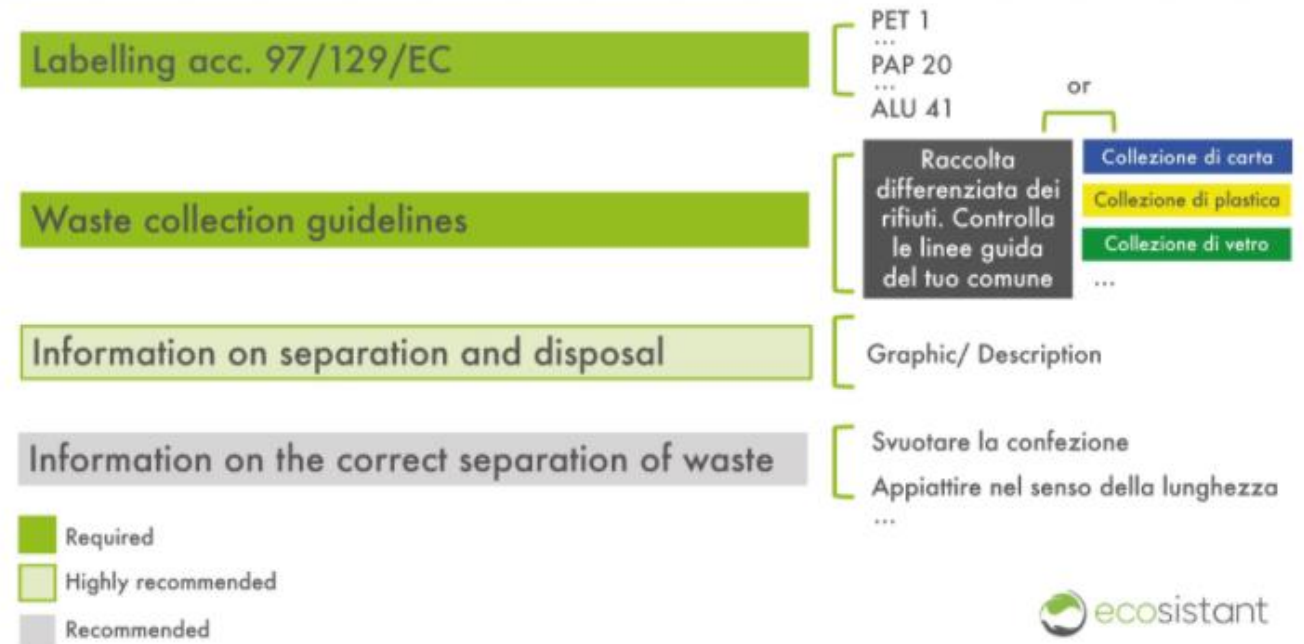 Labelling acc. 97/129/EC
PET 1
...
PAP 20
...
ALU 41
or
Waste collection guidelines
Raccolta
differenziata dei
rifiuti. Controlla
le linee guida
del tuo comune
Collezione di carta
Collezione di plastica
Collezione di vetro
...
Information on separation and disposal
Graphic/ Description
Information on the correct separation of waste
Svuotare la confezione
Appiattire nel senso della lunghezza
...
Required
Highly recommended
Recommended
ecosistant